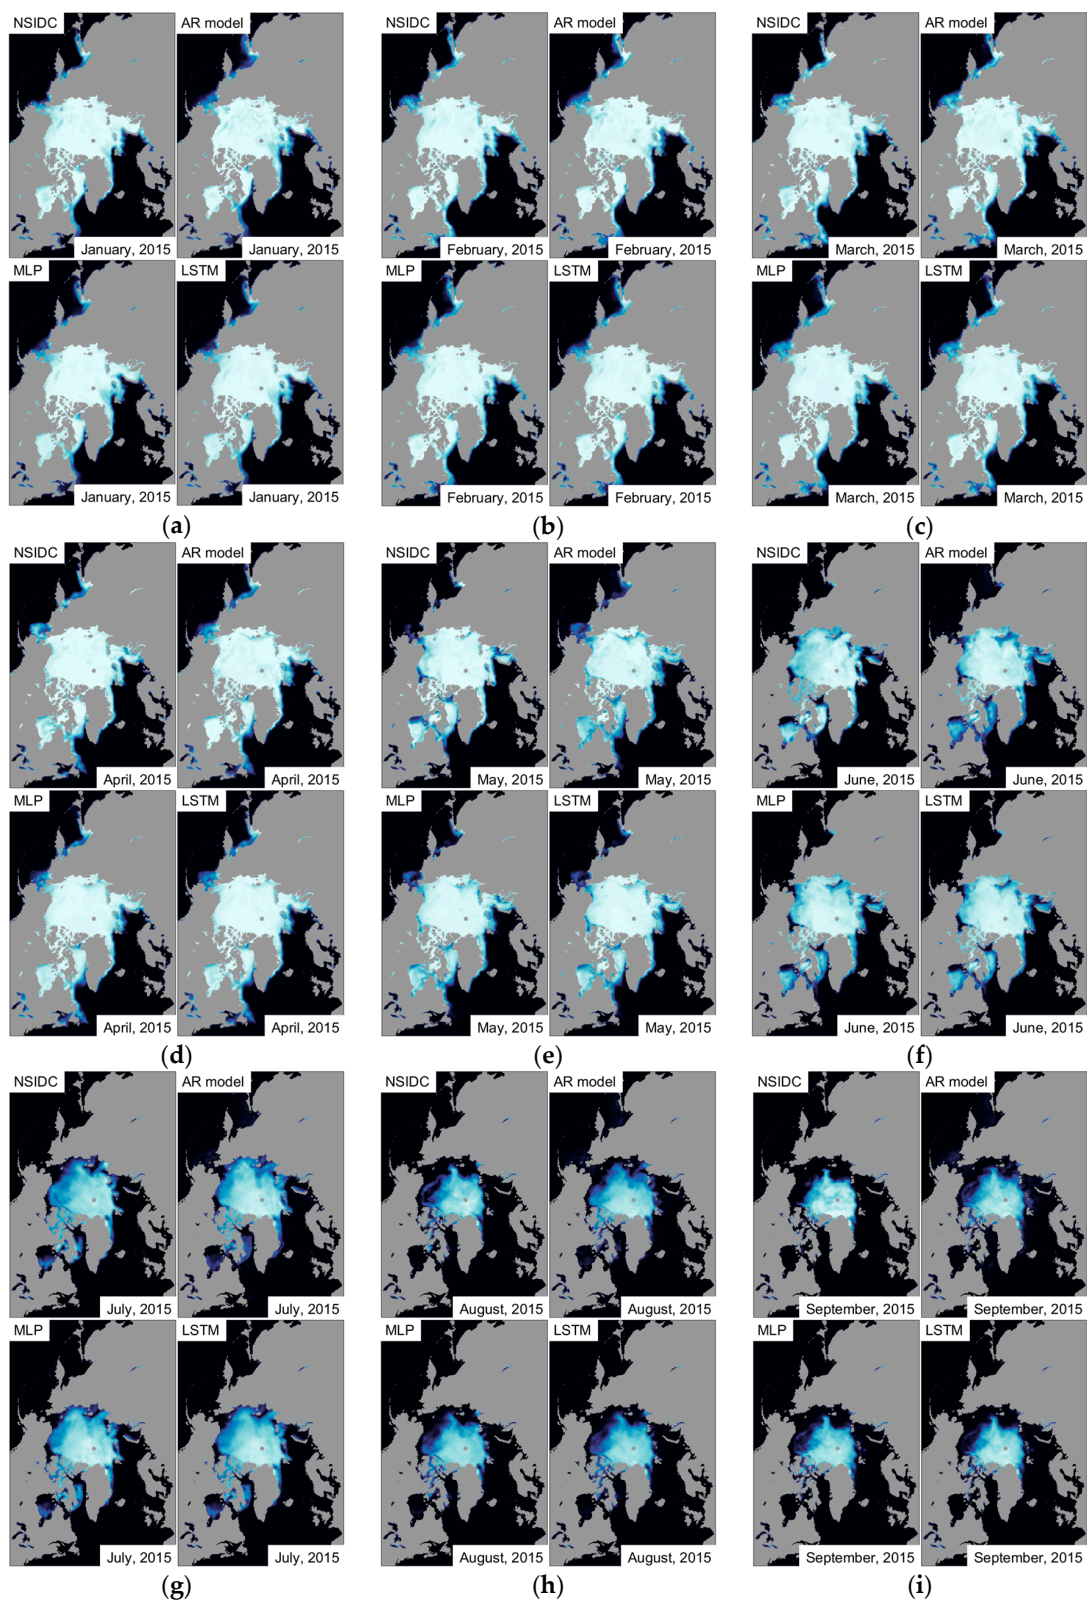 NSIDC AR model NSIDC AR model NSIDC AR model
January, 2015 January, 2015 February, 2015 February, 2015 March, 2015 March, 2015
MLP LSTM MLP LSTM MLP LSTM
January, 2015 January, 2015 February, 2015 February, 2015 March, 2015 March, 2015
(a) (b) (c)
NSIDC AR model NSIDC AR model NSIDC AR model
April, 2015 April, 2015 May, 2015 May, 2015 June, 2015 June, 2015
MLP LSTM MLP LSTM MLP LSTM
April, 2015 April, 2015 May, 2015 May, 2015 June, 2015 June, 2015
(d) (e) (f)
NSIDC AR model NSIDC AR model NSIDC AR model
July, 2015 July, 2015 August, 2015 August, 2015 September, 2015 September, 2015
MLP LSTM MLP LSTM MLP LSTM
July, 2015 July, 2015 August, 2015 August, 2015 September, 2015 September, 2015
(g) (h) (i)